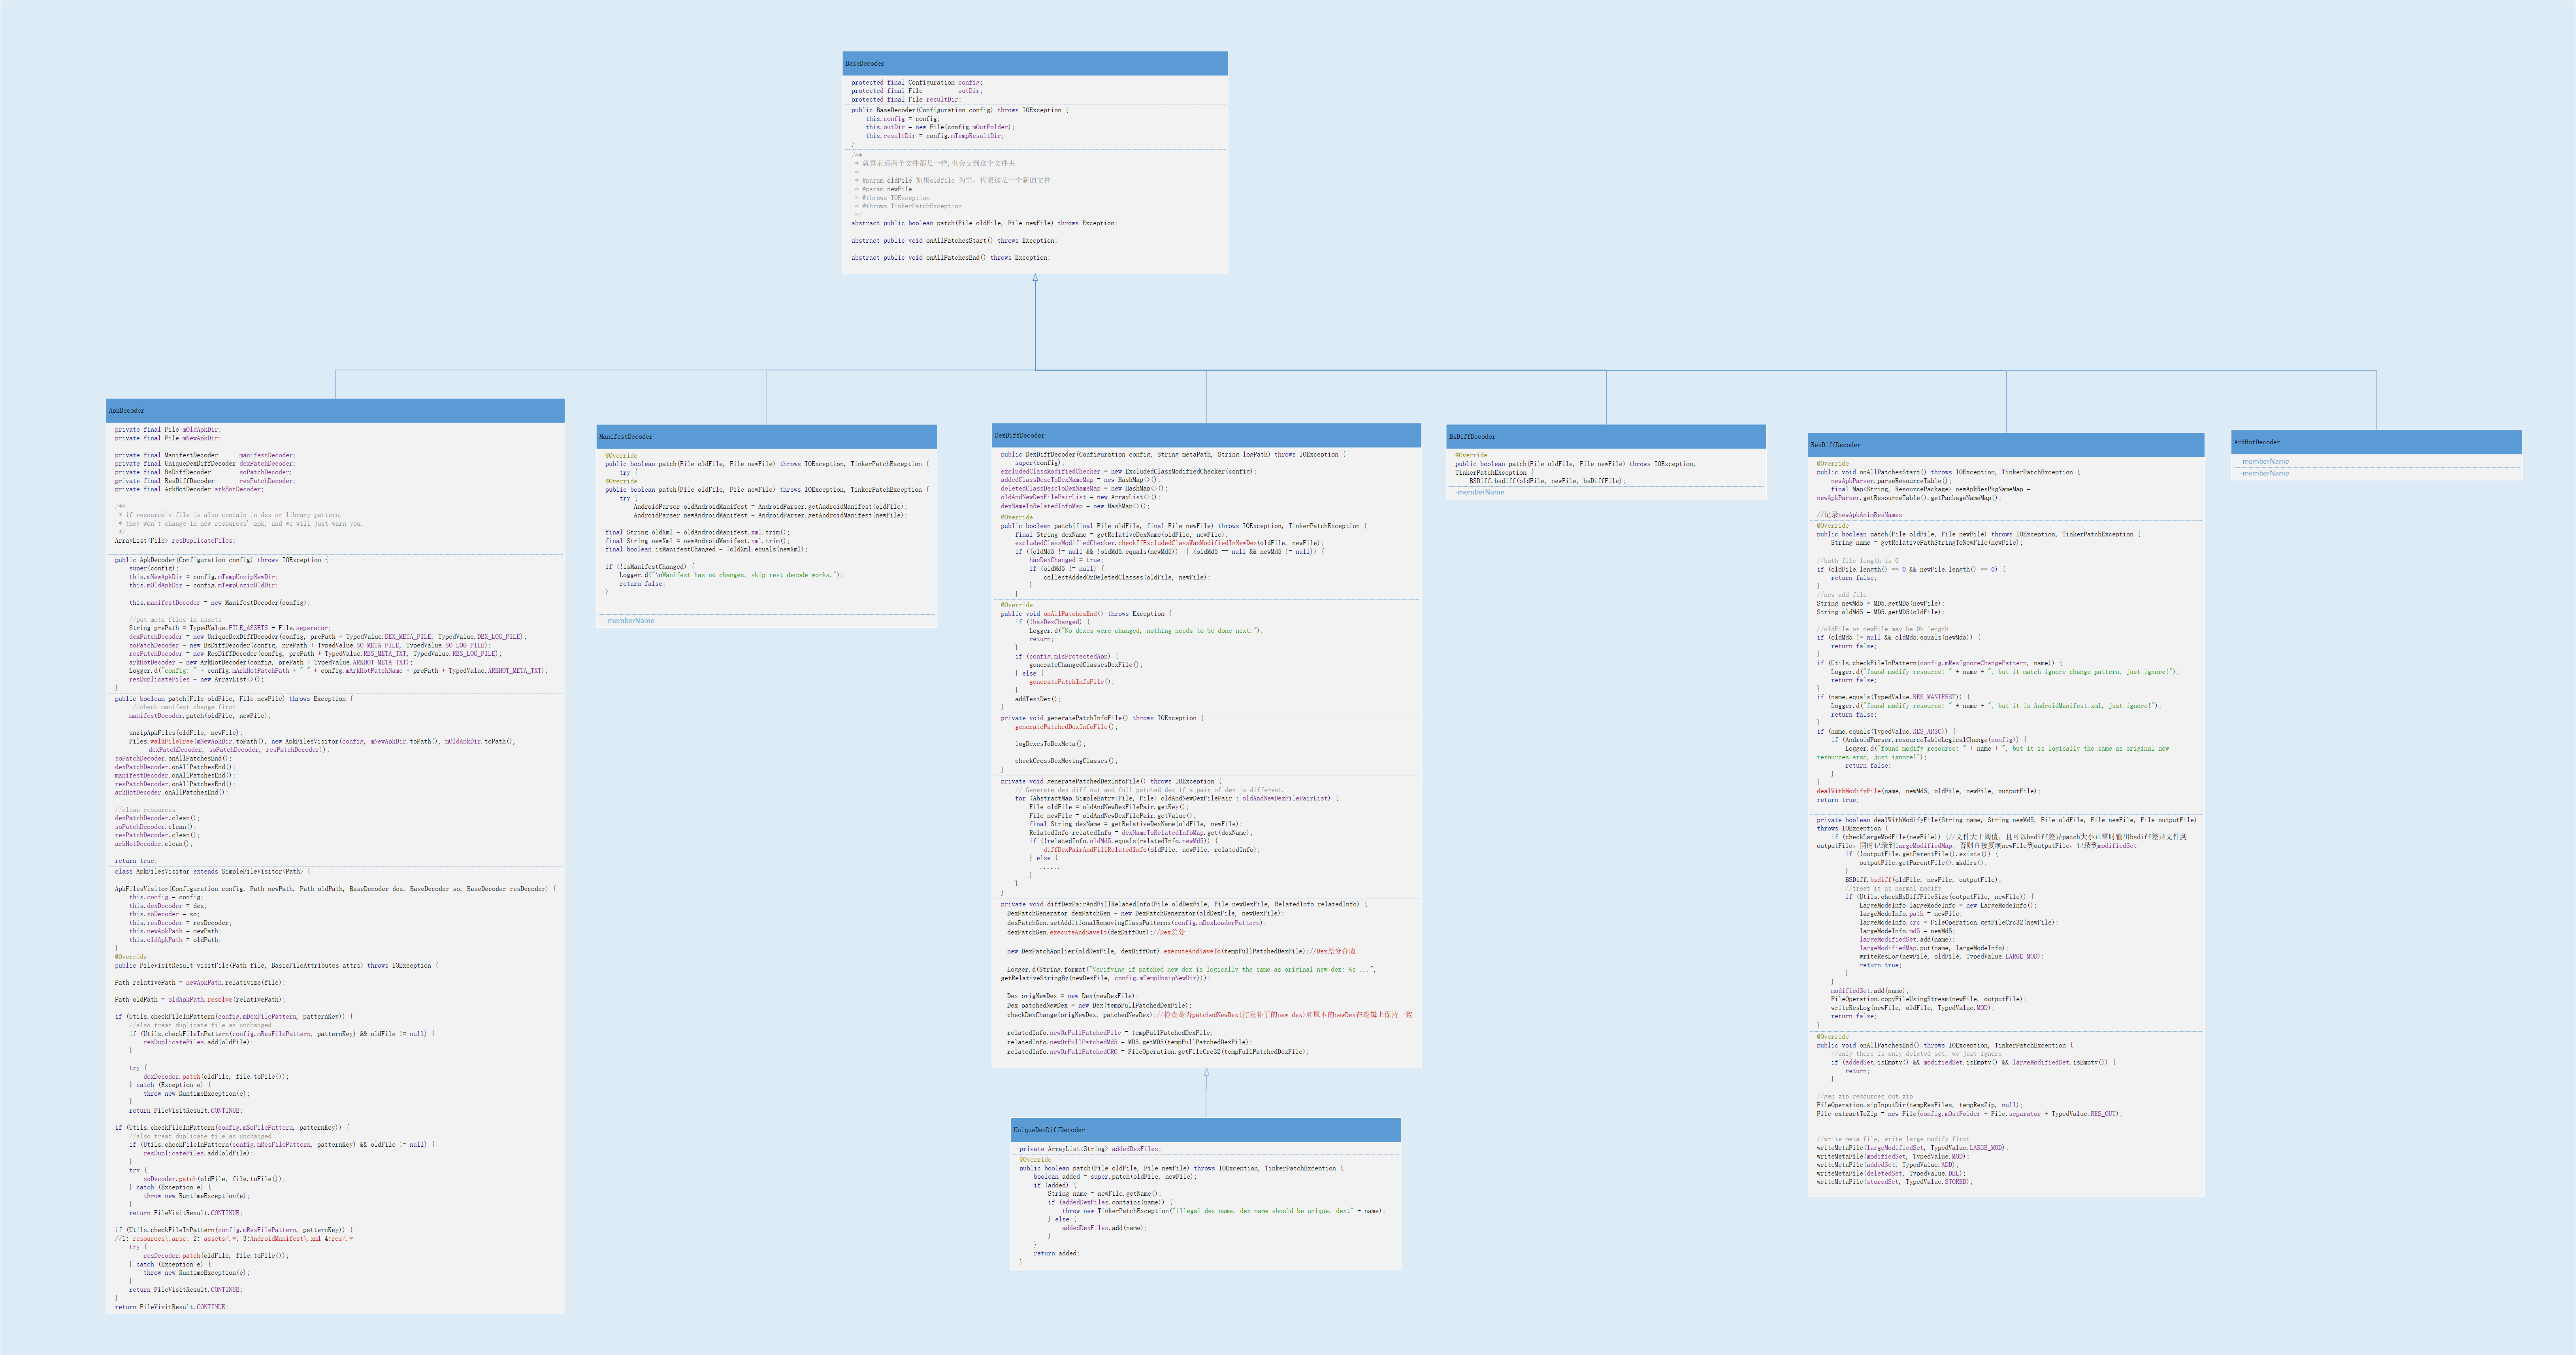 BaseDecoder
protected final Configuration config;
protected final File          outDir;
protected final File resultDir;
public BaseDecoder(Configuration config) throws IOException {
    this.config = config;
    this.outDir = new File(config.mOutFolder);
    this.resultDir = config.mTempResultDir;
}
/**
 * 就算前后两个文件都是一样,也会交到这个文件夹
 *
 * @param oldFile 如果oldfile 为空，代表这是一个新的文件
 * @param newFile
 * @throws IOException
 * @throws TinkerPatchException
 */
abstract public boolean patch(File oldFile, File newFile) throws Exception;
abstract public void onAllPatchesStart() throws Exception;
abstract public void onAllPatchesEnd() throws Exception;
ApkDecoder
private final File mOldApkDir;
private final File mNewApkDir;
private final ManifestDecoder      manifestDecoder;
private final UniqueDexDiffDecoder dexPatchDecoder;
private final BsDiffDecoder        soPatchDecoder;
private final ResDiffDecoder       resPatchDecoder;
private final ArkHotDecoder arkHotDecoder;
/**
 * if resource's file is also contain in dex or library pattern,
 * they won't change in new resources' apk, and we will just warn you.
 */
ArrayList<File> resDuplicateFiles;
public ApkDecoder(Configuration config) throws IOException {
    super(config);
    this.mNewApkDir = config.mTempUnzipNewDir;
    this.mOldApkDir = config.mTempUnzipOldDir;
    this.manifestDecoder = new ManifestDecoder(config);
    //put meta files in assets
    String prePath = TypedValue.FILE_ASSETS + File.separator;
    dexPatchDecoder = new UniqueDexDiffDecoder(config, prePath + TypedValue.DEX_META_FILE, TypedValue.DEX_LOG_FILE);
    soPatchDecoder = new BsDiffDecoder(config, prePath + TypedValue.SO_META_FILE, TypedValue.SO_LOG_FILE);
    resPatchDecoder = new ResDiffDecoder(config, prePath + TypedValue.RES_META_TXT, TypedValue.RES_LOG_FILE);
    arkHotDecoder = new ArkHotDecoder(config, prePath + TypedValue.ARKHOT_META_TXT);
    Logger.d("config: " + config.mArkHotPatchPath + " " + config.mArkHotPatchName + prePath + TypedValue.ARKHOT_META_TXT);
    resDuplicateFiles = new ArrayList<>();
}
public boolean patch(File oldFile, File newFile) throws Exception {
     //check manifest change first
    manifestDecoder.patch(oldFile, newFile);
    unzipApkFiles(oldFile, newFile);
    Files.walkFileTree(mNewApkDir.toPath(), new ApkFilesVisitor(config, mNewApkDir.toPath(), mOldApkDir.toPath(),
dexPatchDecoder, soPatchDecoder, resPatchDecoder));
soPatchDecoder.onAllPatchesEnd();
dexPatchDecoder.onAllPatchesEnd();
manifestDecoder.onAllPatchesEnd();
resPatchDecoder.onAllPatchesEnd();
arkHotDecoder.onAllPatchesEnd();
//clean resources
dexPatchDecoder.clean();
soPatchDecoder.clean();
resPatchDecoder.clean();
arkHotDecoder.clean();
return true;
class ApkFilesVisitor extends SimpleFileVisitor<Path> {
ApkFilesVisitor(Configuration config, Path newPath, Path oldPath, BaseDecoder dex, BaseDecoder so, BaseDecoder resDecoder) {
    this.config = config;
    this.dexDecoder = dex;
    this.soDecoder = so;
    this.resDecoder = resDecoder;
    this.newApkPath = newPath;
    this.oldApkPath = oldPath;
}
@Override
public FileVisitResult visitFile(Path file, BasicFileAttributes attrs) throws IOException {
Path relativePath = newApkPath.relativize(file);
Path oldPath = oldApkPath.resolve(relativePath);
if (Utils.checkFileInPattern(config.mDexFilePattern, patternKey)) {
    //also treat duplicate file as unchanged
    if (Utils.checkFileInPattern(config.mResFilePattern, patternKey) && oldFile != null) {
        resDuplicateFiles.add(oldFile);
    }
    try {
        dexDecoder.patch(oldFile, file.toFile());
    } catch (Exception e) {
        throw new RuntimeException(e);
    }
    return FileVisitResult.CONTINUE;
if (Utils.checkFileInPattern(config.mSoFilePattern, patternKey)) {
    //also treat duplicate file as unchanged
    if (Utils.checkFileInPattern(config.mResFilePattern, patternKey) && oldFile != null) {
        resDuplicateFiles.add(oldFile);
    }
    try {
        soDecoder.patch(oldFile, file.toFile());
    } catch (Exception e) {
        throw new RuntimeException(e);
    }
    return FileVisitResult.CONTINUE;
if (Utils.checkFileInPattern(config.mResFilePattern, patternKey)) {
//1: resources\.arsc; 2: assets/.*; 3:AndroidManifest\.xml 4:res/.*
    try {
        resDecoder.patch(oldFile, file.toFile());
    } catch (Exception e) {
        throw new RuntimeException(e);
    }
    return FileVisitResult.CONTINUE;
}
return FileVisitResult.CONTINUE;
ManifestDecoder
@Override
public boolean patch(File oldFile, File newFile) throws IOException, TinkerPatchException {
    try {
@Override
public boolean patch(File oldFile, File newFile) throws IOException, TinkerPatchException {
    try {
        AndroidParser oldAndroidManifest = AndroidParser.getAndroidManifest(oldFile);
        AndroidParser newAndroidManifest = AndroidParser.getAndroidManifest(newFile);
final String oldXml = oldAndroidManifest.xml.trim();
final String newXml = newAndroidManifest.xml.trim();
final boolean isManifestChanged = !oldXml.equals(newXml);
if (!isManifestChanged) {
    Logger.d("\nManifest has no changes, skip rest decode works.");
    return false;
}
-memberName
DexDiffDecoder
public DexDiffDecoder(Configuration config, String metaPath, String logPath) throws IOException {
    super(config);
excludedClassModifiedChecker = new ExcludedClassModifiedChecker(config);
addedClassDescToDexNameMap = new HashMap<>();
deletedClassDescToDexNameMap = new HashMap<>();
oldAndNewDexFilePairList = new ArrayList<>();
dexNameToRelatedInfoMap = new HashMap<>();
@Override
public boolean patch(final File oldFile, final File newFile) throws IOException, TinkerPatchException {
    final String dexName = getRelativeDexName(oldFile, newFile);
    excludedClassModifiedChecker.checkIfExcludedClassWasModifiedInNewDex(oldFile, newFile);
    if ((oldMd5 != null && !oldMd5.equals(newMd5)) || (oldMd5 == null && newMd5 != null)) {
        hasDexChanged = true;
        if (oldMd5 != null) {
            collectAddedOrDeletedClasses(oldFile, newFile);
        }
    }
@Override
public void onAllPatchesEnd() throws Exception {
    if (!hasDexChanged) {
        Logger.d("No dexes were changed, nothing needs to be done next.");
        return;
    }
    if (config.mIsProtectedApp) {
        generateChangedClassesDexFile();
    } else {
        generatePatchInfoFile();
    }
    addTestDex();
}
private void generatePatchInfoFile() throws IOException {
    generatePatchedDexInfoFile();
    logDexesToDexMeta();
    checkCrossDexMovingClasses();
}
private void generatePatchedDexInfoFile() throws IOException {
    // Generate dex diff out and full patched dex if a pair of dex is different.
    for (AbstractMap.SimpleEntry<File, File> oldAndNewDexFilePair : oldAndNewDexFilePairList) {
        File oldFile = oldAndNewDexFilePair.getKey();
        File newFile = oldAndNewDexFilePair.getValue();
        final String dexName = getRelativeDexName(oldFile, newFile);
        RelatedInfo relatedInfo = dexNameToRelatedInfoMap.get(dexName);
        if (!relatedInfo.oldMd5.equals(relatedInfo.newMd5)) {
            diffDexPairAndFillRelatedInfo(oldFile, newFile, relatedInfo);
        } else {
           ......
        }
    }
}
private void diffDexPairAndFillRelatedInfo(File oldDexFile, File newDexFile, RelatedInfo relatedInfo) {
  DexPatchGenerator dexPatchGen = new DexPatchGenerator(oldDexFile, newDexFile);
  dexPatchGen.setAdditionalRemovingClassPatterns(config.mDexLoaderPattern);
  dexPatchGen.executeAndSaveTo(dexDiffOut);//Dex差分
  new DexPatchApplier(oldDexFile, dexDiffOut).executeAndSaveTo(tempFullPatchedDexFile);//Dex差分合成
  Logger.d(String.format("Verifying if patched new dex is logically the same as original new dex: %s ...",
getRelativeStringBy(newDexFile, config.mTempUnzipNewDir)));
  Dex origNewDex = new Dex(newDexFile);
  Dex patchedNewDex = new Dex(tempFullPatchedDexFile);
  checkDexChange(origNewDex, patchedNewDex);//检查是否patchedNewDex(打完补丁的new dex)和原本的newDex在逻辑上保持一致
  relatedInfo.newOrFullPatchedFile = tempFullPatchedDexFile;
  relatedInfo.newOrFullPatchedMd5 = MD5.getMD5(tempFullPatchedDexFile);
  relatedInfo.newOrFullPatchedCRC = FileOperation.getFileCrc32(tempFullPatchedDexFile);
UniqueDexDiffDecoder
private ArrayList<String> addedDexFiles;
@Override
public boolean patch(File oldFile, File newFile) throws IOException, TinkerPatchException {
    boolean added = super.patch(oldFile, newFile);
    if (added) {
        String name = newFile.getName();
        if (addedDexFiles.contains(name)) {
            throw new TinkerPatchException("illegal dex name, dex name should be unique, dex:" + name);
        } else {
            addedDexFiles.add(name);
        }
    }
    return added;
}
BsDiffDecoder
@Override
public boolean patch(File oldFile, File newFile) throws IOException,
TinkerPatchException {
    BSDiff.bsdiff(oldFile, newFile, bsDiffFile);
-memberName
ResDiffDecoder
@Override
public void onAllPatchesStart() throws IOException, TinkerPatchException {
    newApkParser.parseResourceTable();
    final Map<String, ResourcePackage> newApkResPkgNameMap =
newApkParser.getResourceTable().getPackageNameMap();
//记录newApkAnimResNames
@Override
public boolean patch(File oldFile, File newFile) throws IOException, TinkerPatchException {
    String name = getRelativePathStringToNewFile(newFile);
//both file length is 0
if (oldFile.length() == 0 && newFile.length() == 0) {
    return false;
}
//new add file
String newMd5 = MD5.getMD5(newFile);
String oldMd5 = MD5.getMD5(oldFile);
//oldFile or newFile may be 0b length
if (oldMd5 != null && oldMd5.equals(newMd5)) {
    return false;
}
if (Utils.checkFileInPattern(config.mResIgnoreChangePattern, name)) {
    Logger.d("found modify resource: " + name + ", but it match ignore change pattern, just ignore!");
    return false;
}
if (name.equals(TypedValue.RES_MANIFEST)) {
    Logger.d("found modify resource: " + name + ", but it is AndroidManifest.xml, just ignore!");
    return false;
}
if (name.equals(TypedValue.RES_ARSC)) {
    if (AndroidParser.resourceTableLogicalChange(config)) {
        Logger.d("found modify resource: " + name + ", but it is logically the same as original new
resources.arsc, just ignore!");
        return false;
    }
}
dealWithModifyFile(name, newMd5, oldFile, newFile, outputFile);
return true;
private boolean dealWithModifyFile(String name, String newMd5, File oldFile, File newFile, File outputFile)
throws IOException {
    if (checkLargeModFile(newFile)) {//文件大于阈值，且可以bsdiff差异patch大小正常时输出bsdiff差异文件到
outputFile，同时记录到largeModifiedMap; 否则直接复制newFile到outputFile，记录到modifiedSet
        if (!outputFile.getParentFile().exists()) {
            outputFile.getParentFile().mkdirs();
        }
        BSDiff.bsdiff(oldFile, newFile, outputFile);
        //treat it as normal modify
        if (Utils.checkBsDiffFileSize(outputFile, newFile)) {
            LargeModeInfo largeModeInfo = new LargeModeInfo();
            largeModeInfo.path = newFile;
            largeModeInfo.crc = FileOperation.getFileCrc32(newFile);
            largeModeInfo.md5 = newMd5;
            largeModifiedSet.add(name);
            largeModifiedMap.put(name, largeModeInfo);
            writeResLog(newFile, oldFile, TypedValue.LARGE_MOD);
            return true;
        }
    }
    modifiedSet.add(name);
    FileOperation.copyFileUsingStream(newFile, outputFile);
    writeResLog(newFile, oldFile, TypedValue.MOD);
    return false;
}
@Override
public void onAllPatchesEnd() throws IOException, TinkerPatchException {
    //only there is only deleted set, we just ignore
    if (addedSet.isEmpty() && modifiedSet.isEmpty() && largeModifiedSet.isEmpty()) {
        return;
    }
//gen zip resources_out.zip
FileOperation.zipInputDir(tempResFiles, tempResZip, null);
File extractToZip = new File(config.mOutFolder + File.separator + TypedValue.RES_OUT);
//write meta file, write large modify first
writeMetaFile(largeModifiedSet, TypedValue.LARGE_MOD);
writeMetaFile(modifiedSet, TypedValue.MOD);
writeMetaFile(addedSet, TypedValue.ADD);
writeMetaFile(deletedSet, TypedValue.DEL);
writeMetaFile(storedSet, TypedValue.STORED);
ArkHotDecoder
-memberName
-memberName